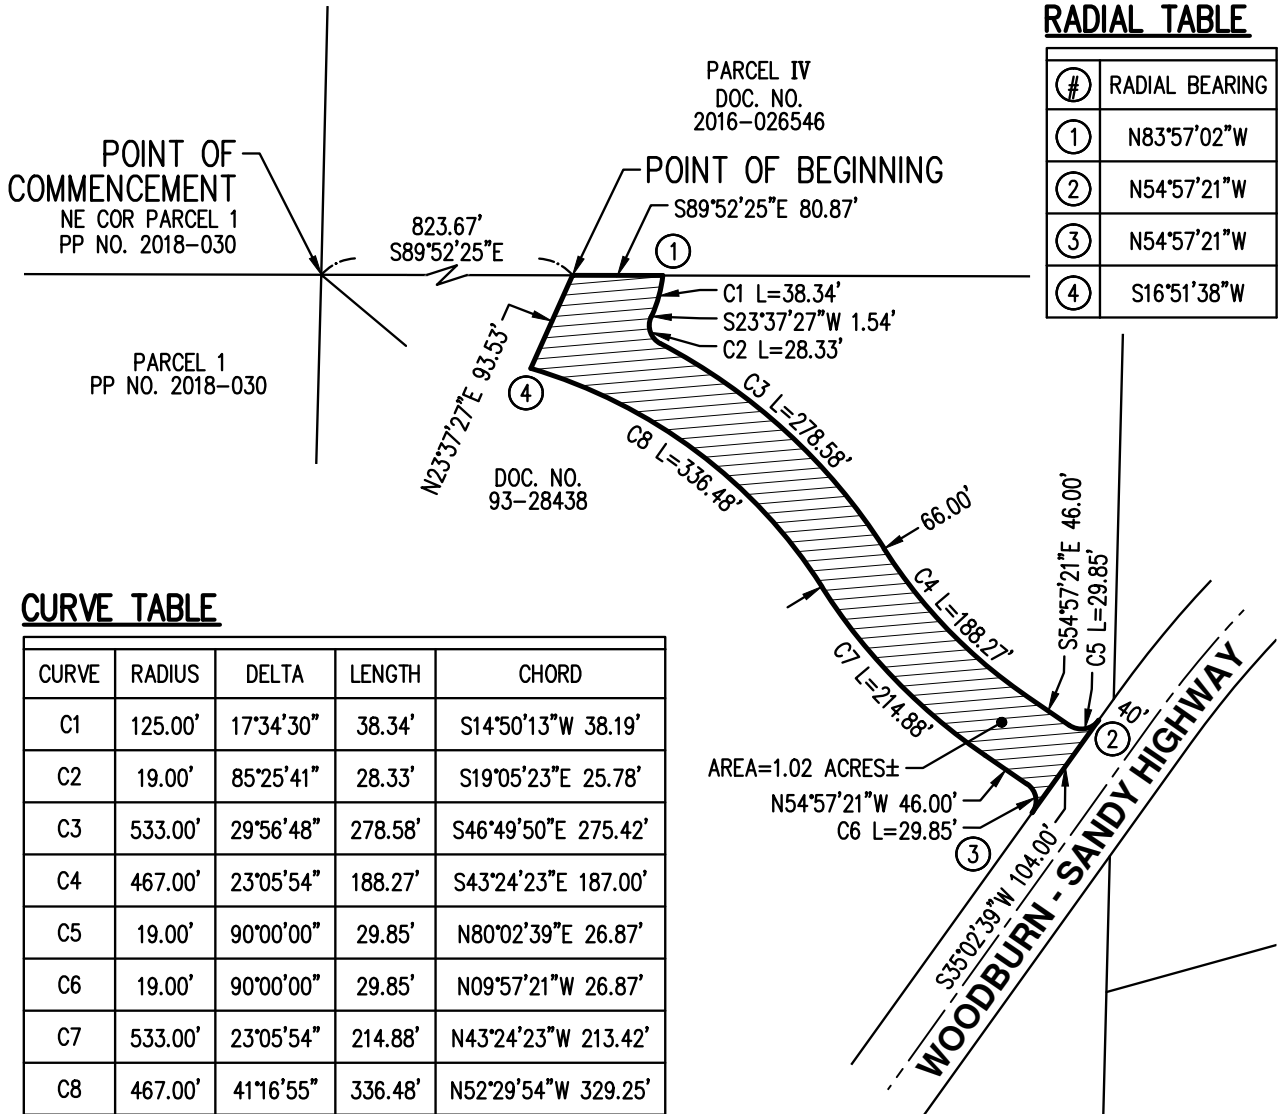 RADIAL TABLE
# RADIAL BEARING
1 N83°57'02"W
2 N54°57'21"W
3 N54°57'21"W
4 S16°51'38"W
PARCEL IV
DOC. NO.
2016-026546
POINT OF
COMMENCEMENT
NE COR PARCEL 1
PP NO. 2018-030
POINT OF BEGINNING
S89°52'25"E 80.87'
823.67'
S89°52'25"E
1
C1 L=38.34'
S23°37'27"W 1.54'
C2 L=28.33'
PARCEL 1
PP NO. 2018-030
N23°37'27"E 93.53'
4
C3 L=278.58'
C8 L=336.48'
DOC. NO.
93-28438
66.00'
S54°57'21"E 46.00'
C5 L=29.85'
C4 L=188.27'
C7 L=214.88'
40'
2
AREA=1.02 ACRES±
N54°57'21"W 46.00'
C6 L=29.85'
3
S35°02'39"W 104.00'
WOODBURN - SANDY HIGHWAY
CURVE TABLE
CURVE RADIUS DELTA LENGTH CHORD
C1 125.00' 17°34'30" 38.34' S14°50'13"W 38.19'
C2 19.00' 85°25'41" 28.33' S19°05'23"E 25.78'
C3 533.00' 29°56'48" 278.58' S46°49'50"E 275.42'
C4 467.00' 23°05'54" 188.27' S43°24'23"E 187.00'
C5 19.00' 90°00'00" 29.85' N80°02'39"E 26.87'
C6 19.00' 90°00'00" 29.85' N09°57'21"W 26.87'
C7 533.00' 23°05'54" 214.88' N43°24'23"W 213.42'
C8 467.00' 41°16'55" 336.48' N52°29'54"W 329.25'